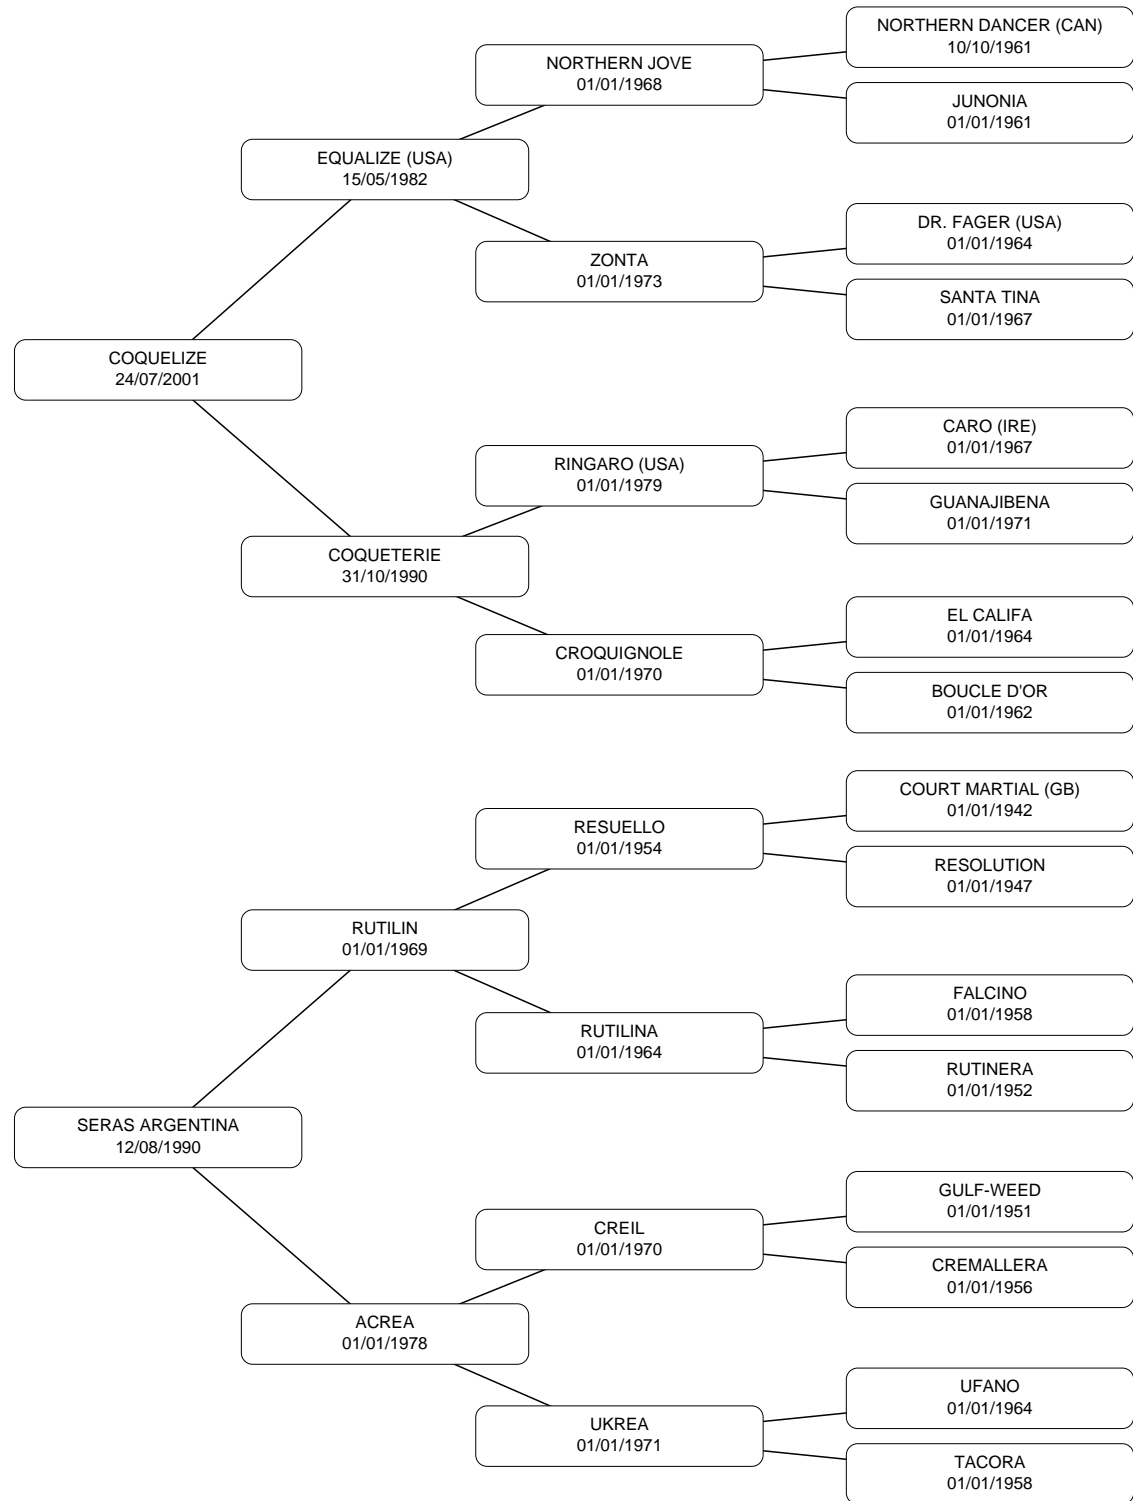 NORTHERN DANCER (CAN)
10/10/1961
NORTHERN JOVE
01/01/1968
JUNONIA
01/01/1961
EQUALIZE (USA)
15/05/1982
DR. FAGER (USA)
01/01/1964
ZONTA
01/01/1973
SANTA TINA
01/01/1967
COQUELIZE
24/07/2001
CARO (IRE)
01/01/1967
RINGARO (USA)
01/01/1979
GUANAJIBENA
01/01/1971
COQUETERIE
31/10/1990
EL CALIFA
01/01/1964
CROQUIGNOLE
01/01/1970
BOUCLE D'OR
01/01/1962
COURT MARTIAL (GB)
01/01/1942
RESUELLO
01/01/1954
RESOLUTION
01/01/1947
RUTILIN
01/01/1969
FALCINO
01/01/1958
RUTILINA
01/01/1964
RUTINERA
01/01/1952
SERAS ARGENTINA
12/08/1990
GULF-WEED
01/01/1951
CREIL
01/01/1970
CREMALLERA
01/01/1956
ACREA
01/01/1978
UFANO
01/01/1964
UKREA
01/01/1971
TACORA
01/01/1958